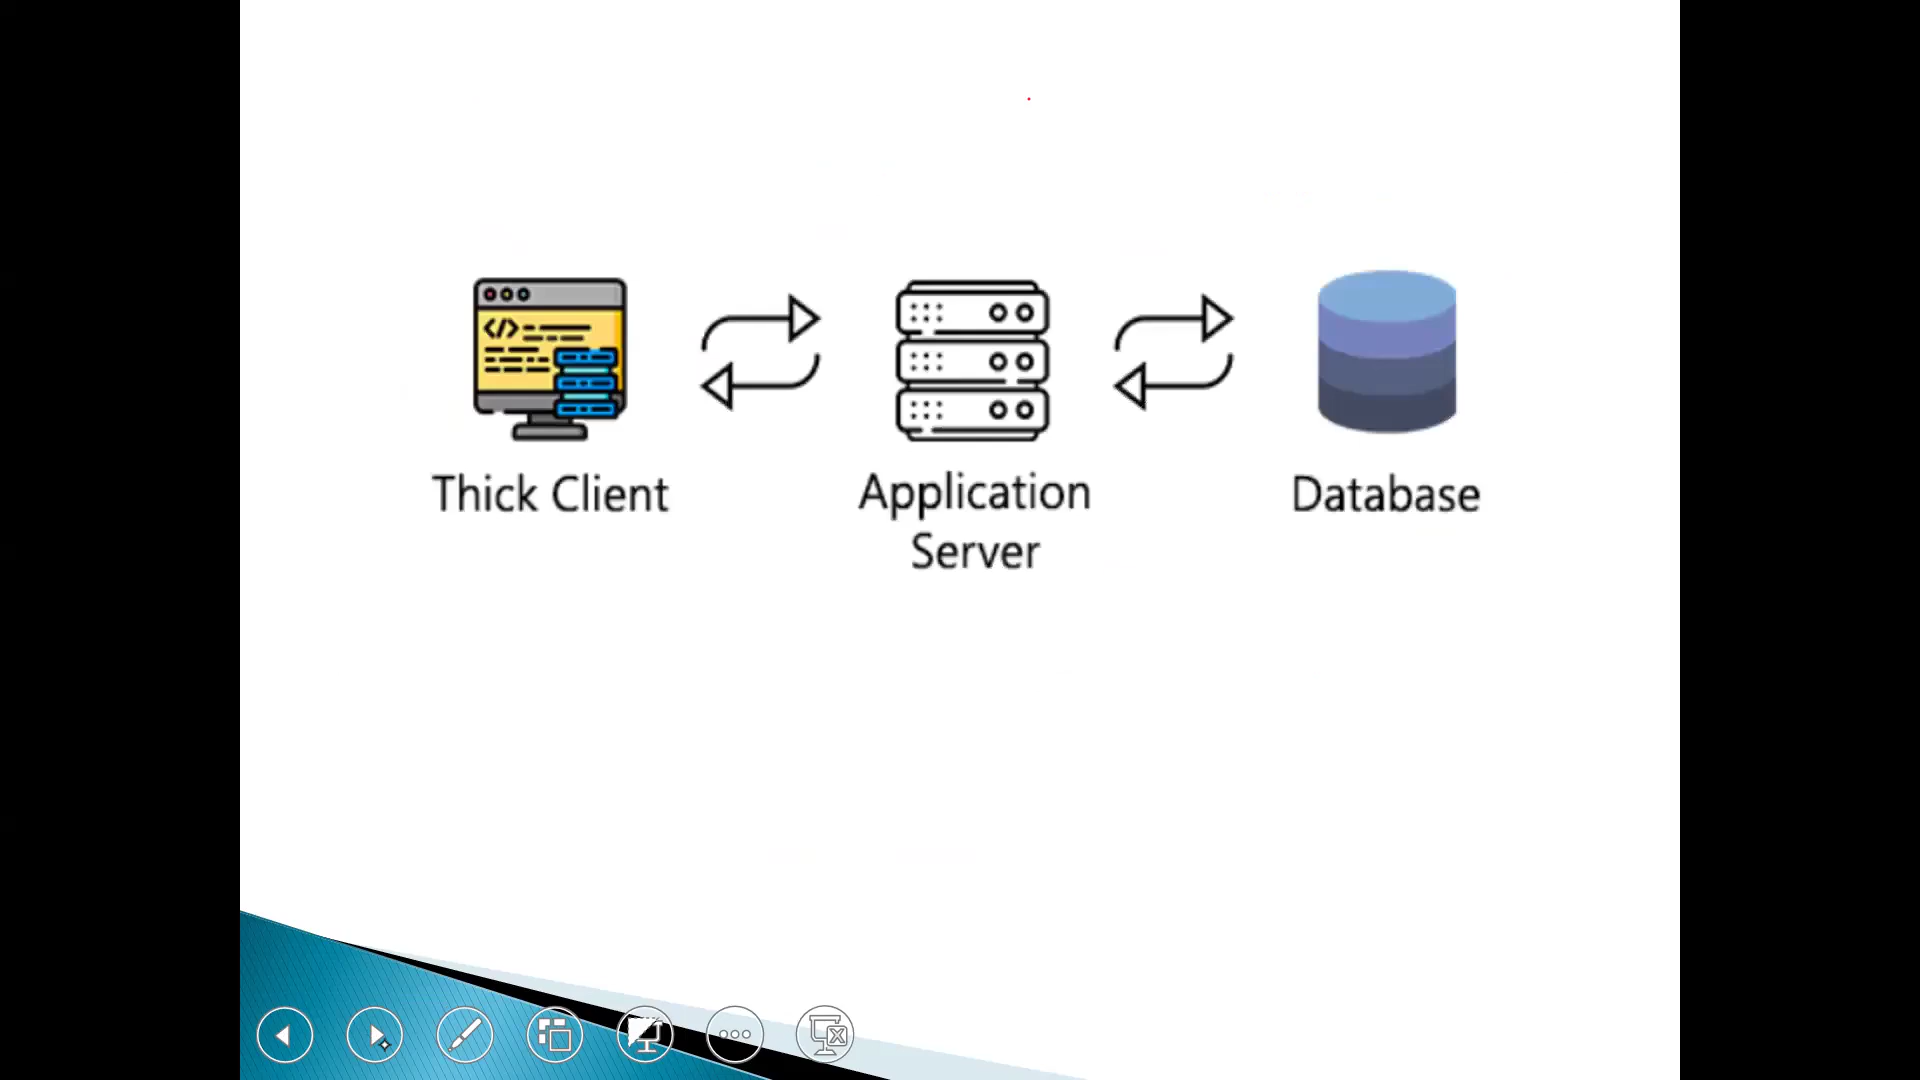 </>
Thick Client
Application
Server
Database